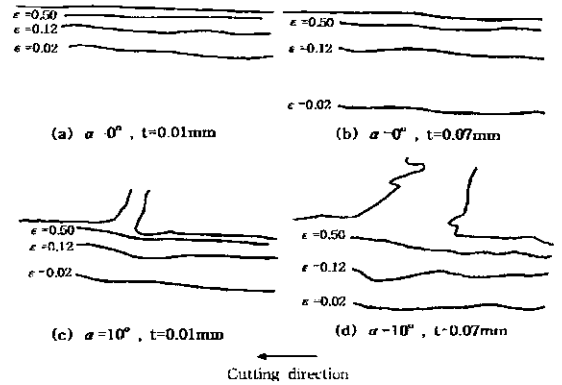 ε=0.50
ε=0.12
ε=0.02
(a) α-0°, t=0.01mm
ε=0.50
ε=0.12
ε=0.02
(b) α-0°, t=0.07mm
ε=0.50
ε=0.12
ε-0.02
(c) α=10°, t=0.01mm
ε=0.50
ε=0.12
ε=0.02
(d) α-10°, t-0.07mm
Cutting direction